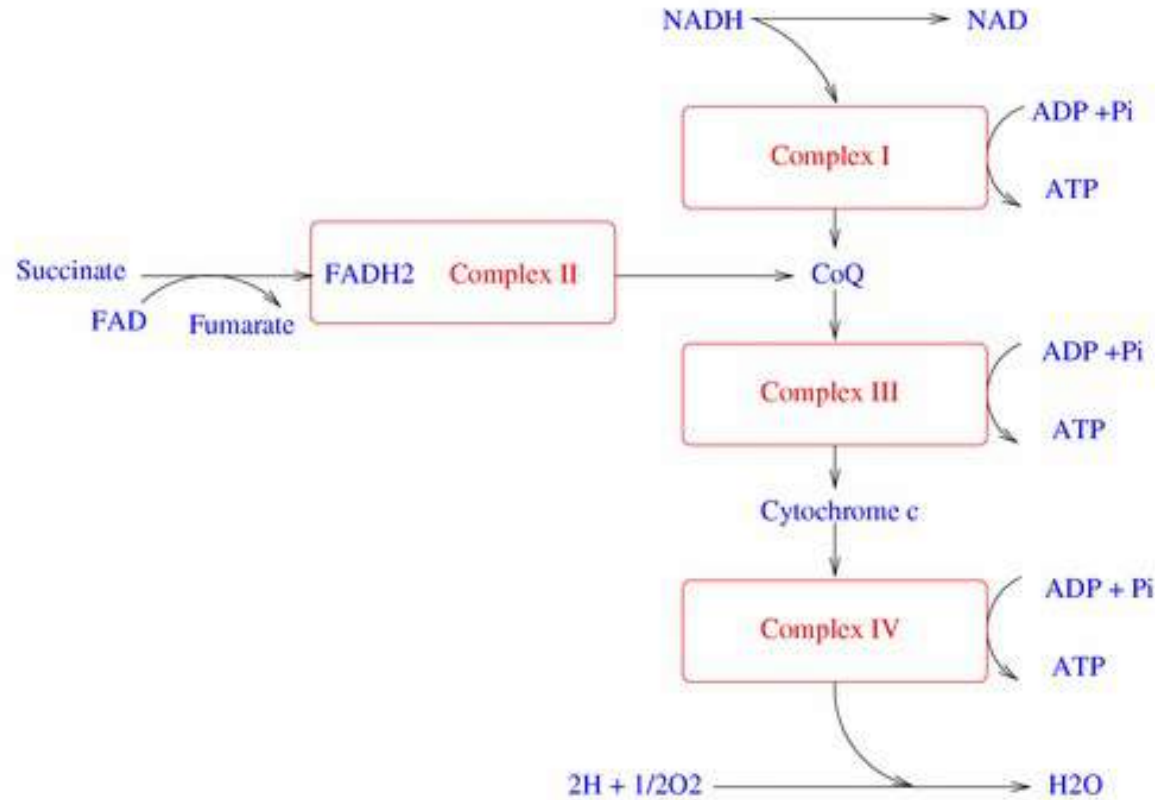 NADH
NAD
ADP +Pi
Complex I
ATP
Succinate
FADH2
Complex II
CoQ
FAD
Fumarate
ADP +Pi
Complex III
ATP
Cytochrome c
ADP + Pi
Complex IV
ATP
2H + 1/2O2
H2O